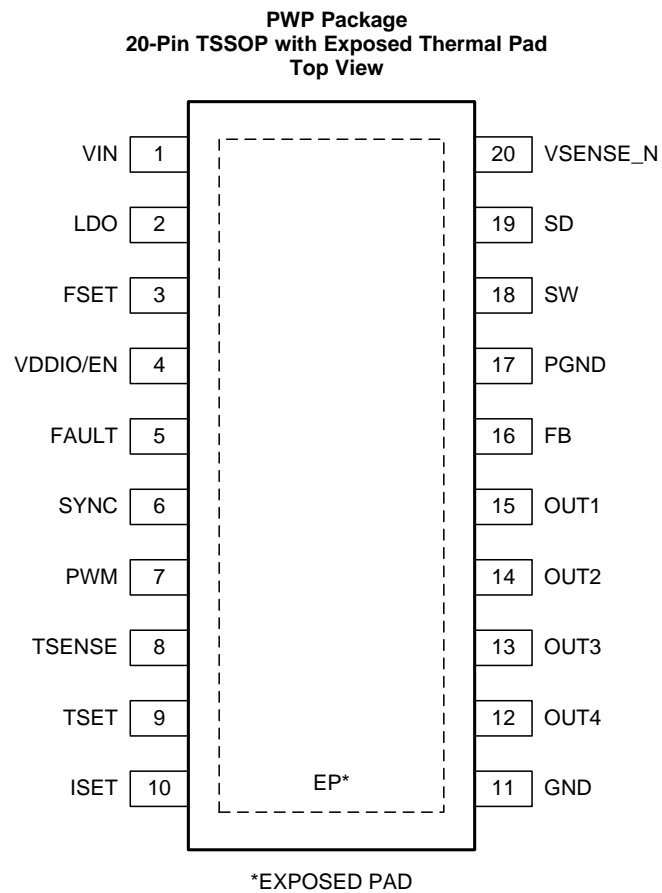 PWP Package
20-Pin TSSOP with Exposed Thermal Pad
Top View
VIN 1 20 VSENSE_N
LDO 2 19 SD
FSET 3 18 SW
VDDIO/EN 4 17 PGND
FAULT 5 16 FB
SYNC 6 15 OUT1
PWM 7 14 OUT2
TSENSE 8 13 OUT3
TSET 9 12 OUT4
ISET 10 EP* 11 GND
*EXPOSED PAD